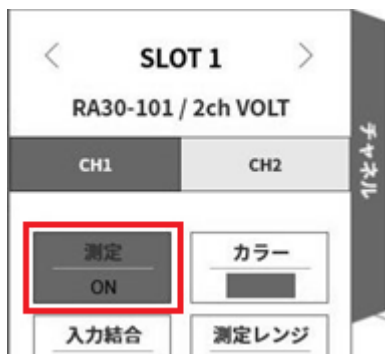 SLOT 1
RA30-101 / 2ch VOLT
CH1
CH2
チャネル
測定
ON
カラー
入力結合
測定レンジ